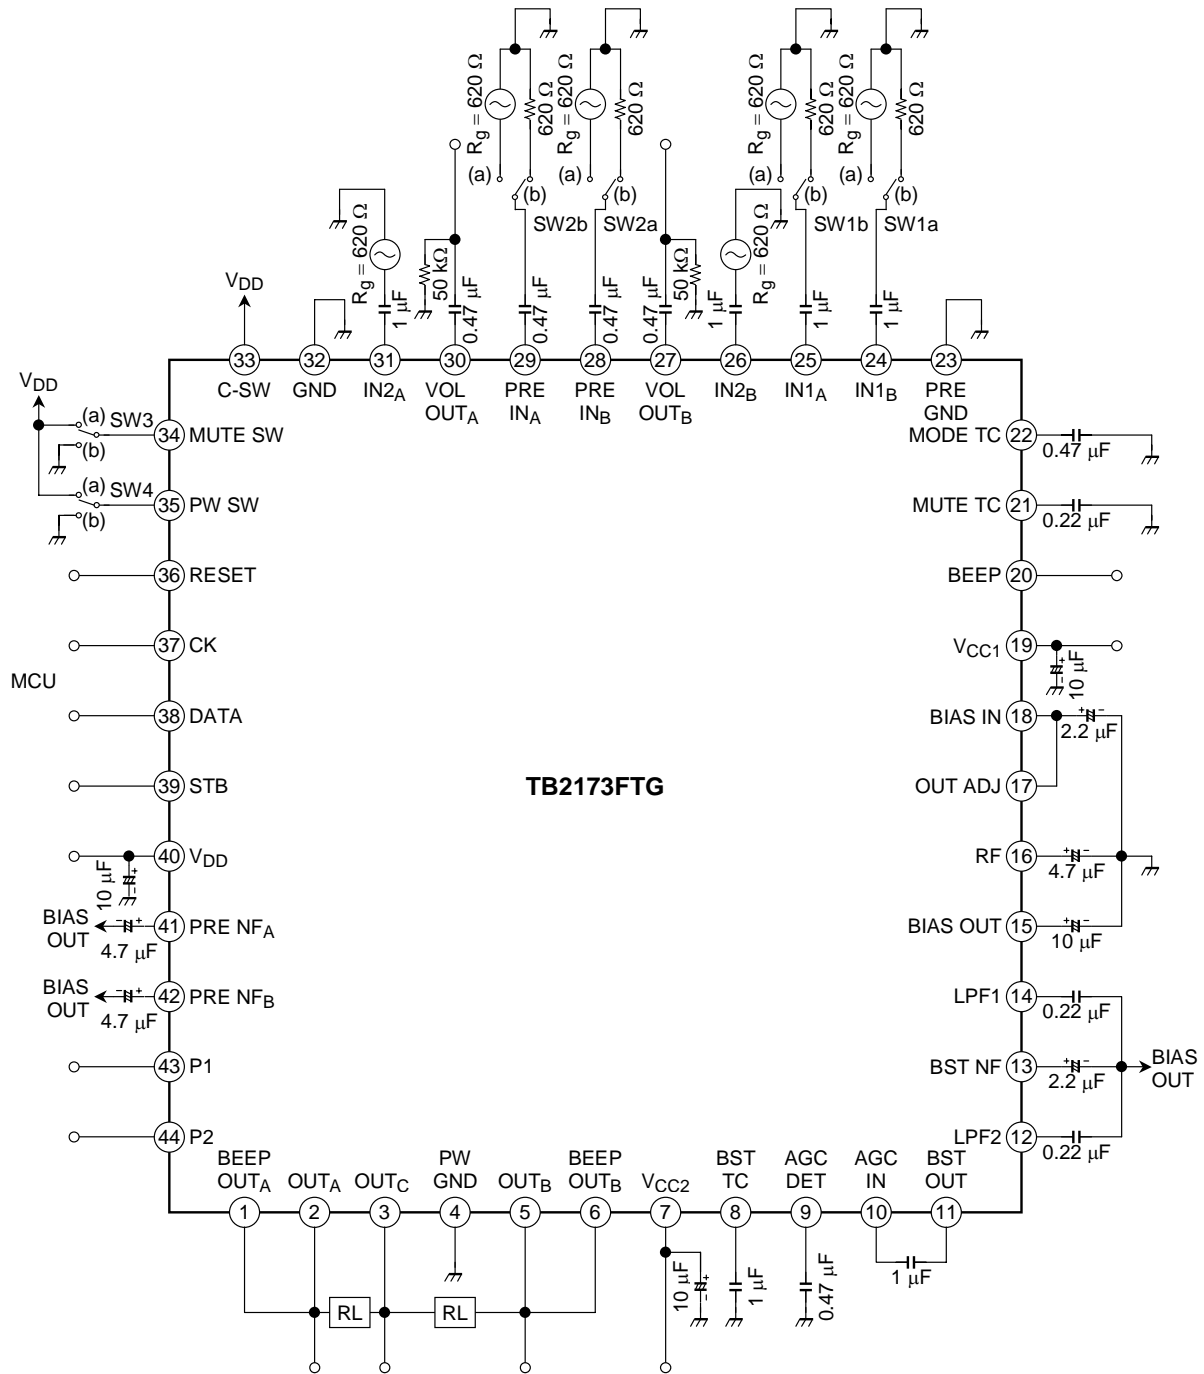 Rg = 620 Ω
620 Ω
Rg = 620 Ω
620 Ω
Rg = 620 Ω
620 Ω
Rg = 620 Ω
620 Ω
(a)
(b)
(a)
(b)
(a)
(b)
(a)
(b)
SW2b
SW2a
SW1b
SW1a
Rg = 620 Ω
50 kΩ
50 kΩ
Rg = 620 Ω
VDD
1 μF
0.47 μF
0.47 μF
0.47 μF
0.47 μF
1 μF
1 μF
1 μF
33
32
31
30
29
28
27
26
25
24
23
C-SW
GND
IN2A
VOL
OUTA
PRE
INA
PRE
INB
VOL
OUTB
IN2B
IN1A
IN1B
PRE
GND
VDD
(a) SW3
(b)
34 MUTE SW
(a) SW4
(b)
35 PW SW
36 RESET
37 CK
MCU
38 DATA
39 STB
40 VDD
10 μF
BIAS
OUT
4.7 μF
41 PRE NFA
BIAS
OUT
4.7 μF
42 PRE NFB
43 P1
44 P2
TB2173FTG
MODE TC 22
0.47 μF
MUTE TC 21
0.22 μF
BEEP 20
VCC1 19
10 μF
BIAS IN 18
2.2 μF
OUT ADJ 17
RF 16
4.7 μF
BIAS OUT 15
10 μF
LPF1 14
0.22 μF
BST NF 13
2.2 μF
BIAS
OUT
LPF2 12
0.22 μF
BEEP
OUTA
OUTA
OUTC
PW
GND
OUTB
BEEP
OUTB
VCC2
BST
TC
AGC
DET
AGC
IN
BST
OUT
1
2
3
4
5
6
7
8
9
10
11
RL
RL
10 μF
1 μF
0.47 μF
1 μF